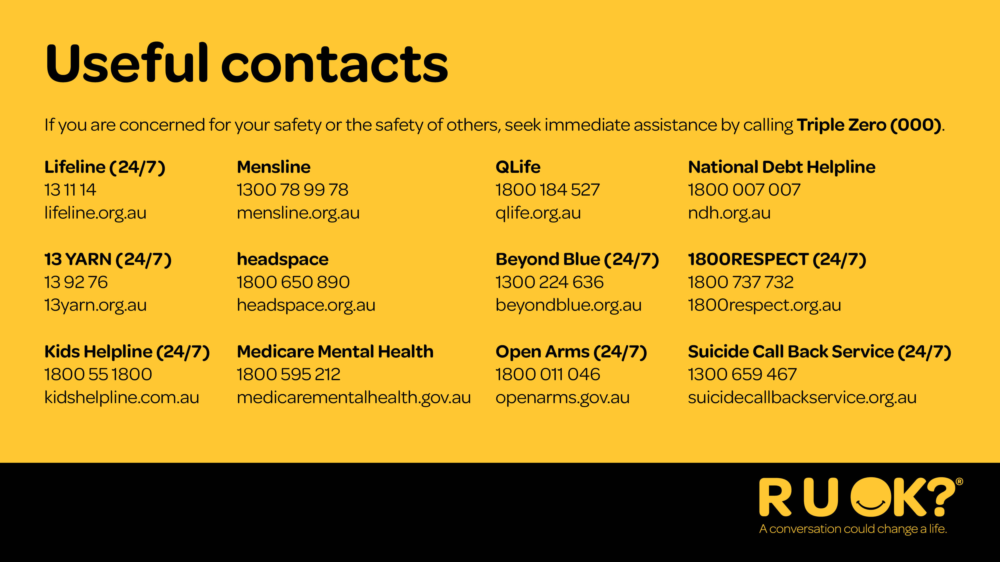 Useful contacts
If you are concerned for your safety or the safety of others, seek immediate assistance by calling Triple Zero (000).
Lifeline (24/7)
13 11 14
lifeline.org.au
Mensline
1300 78 99 78
mensline.org.au
QLife
1800 184 527
qlife.org.au
National Debt Helpline
1800 007 007
ndh.org.au
13 YARN (24/7)
13 92 76
13yarn.org.au
headspace
1800 650 890
headspace.org.au
Beyond Blue (24/7)
1300 224 636
beyondblue.org.au
1800RESPECT (24/7)
1800 737 732
1800respect.org.au
Kids Helpline (24/7)
1800 55 1800
kidshelpline.com.au
Medicare Mental Health
1800 595 212
medicarementalhealth.gov.au
Open Arms (24/7)
1800 011 046
openarms.gov.au
Suicide Call Back Service (24/7)
1300 659 467
suicidecallbackservice.org.au
R U OK?®
A conversation could change a life.